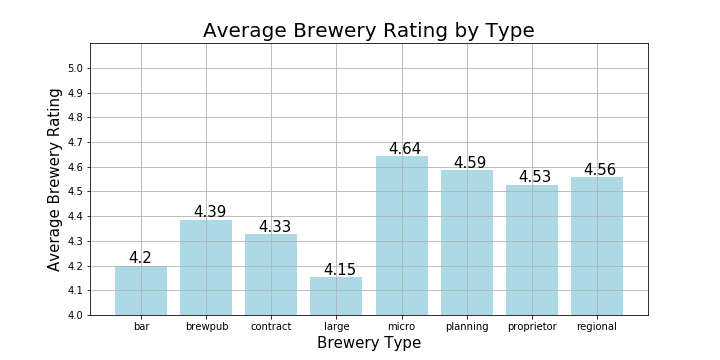 Average Brewery Rating by Type
Average Brewery Rating
5.0
4.9
4.8
4.7
4.6
4.5
4.4
4.3
4.2
4.1
4.0
4.2
4.39
4.33
4.15
4.64
4.59
4.53
4.56
bar
brewpub
contract
large
micro
planning
proprietor
regional
Brewery Type